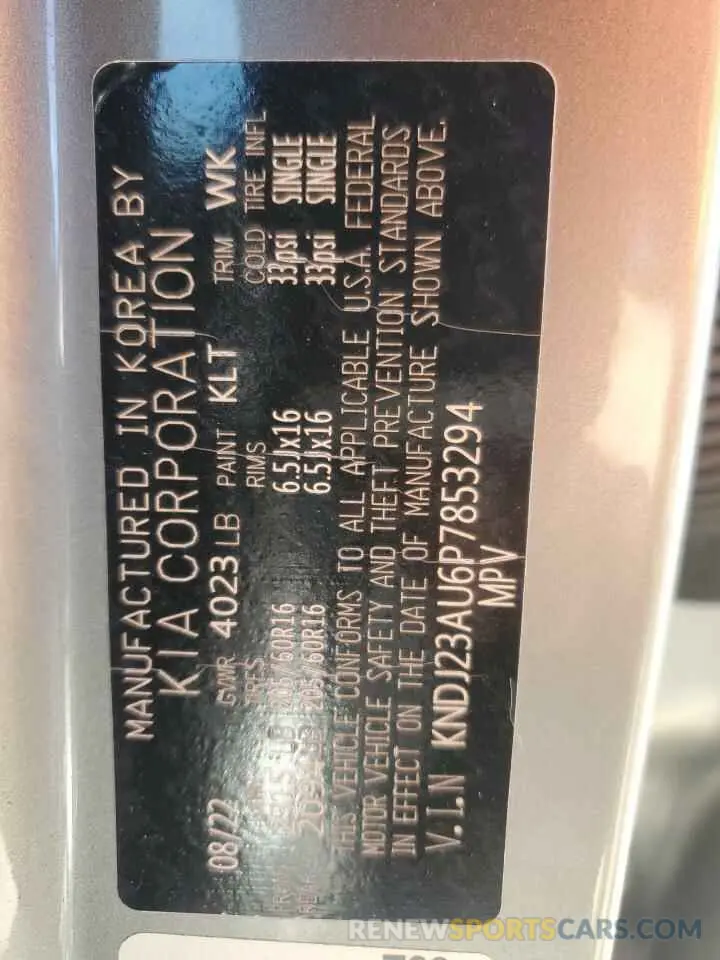 MANUFACTURED IN KOREA BY
KIA CORPORATION
08/22 GVWR 4023 LB PAINT KLT TRIM WK
TIRES RIMS COLD TIRE INFL
LB 205/60R16 6.5Jx16 33psi SINGLE
205/60R16 6.5Jx16 33psi SINGLE
THIS VEHICLE CONFORMS TO ALL APPLICABLE U.S.A. FEDERAL
MOTOR VEHICLE SAFETY AND THEFT PREVENTION STANDARDS
IN EFFECT ON THE DATE OF MANUFACTURE SHOWN ABOVE.
V.I.N KNDJ23AU6P7853294
MPV
RENEWSPORTSCARS.COM